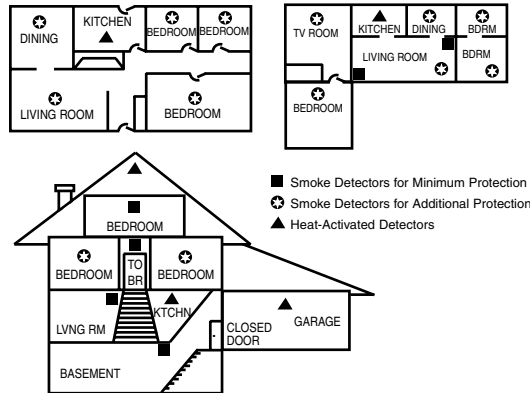 DINING
KITCHEN
BEDROOM
BEDROOM
LIVING ROOM
BEDROOM
TV ROOM
KITCHEN
DINING
BDRM
LIVING ROOM
BDRM
BEDROOM
Smoke Detectors for Minimum Protection
Smoke Detectors for Additional Protection
Heat-Activated Detectors
BEDROOM
BEDROOM
TO
BR
BEDROOM
LVNG RM
KTCHN
CLOSED
DOOR
GARAGE
BASEMENT